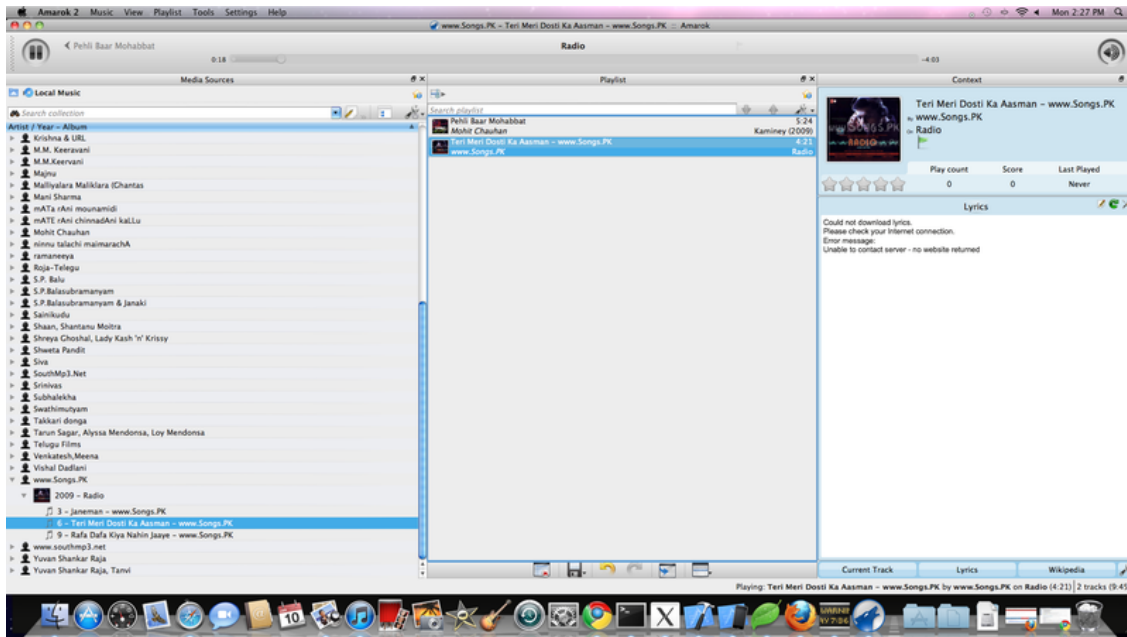 Amarok 2 Music View Playlist Tools Settings Help
Mon 2:27 PM
www.Songs.PK – Teri Meri Dosti Ka Aasman – www.Songs.PK :: Amarok
Pehli Baar Mohabbat
Radio
0:18
-4:03
Media Sources
Playlist
Context
Local Music
Search collection
Search playlist
Artist / Year – Album
Krishna & URL
M.M. Keeravani
M.M.Keervani
Majnu
Malliyalara Maliklara (Ghantas
Mani Sharma
mATa rAni mounamidi
mATE rAni chinnadAni kaLLu
Mohit Chauhan
ninnu talachi maimarachA
ramaneeya
Roja-Telegu
S.P. Balu
S.P.Balasubramanyam
S.P.Balasubramanyam & Janaki
Sainikudu
Shaan, Shantanu Moitra
Shreya Ghoshal, Lady Kash 'n' Krissy
Shweta Pandit
Siva
SouthMp3.Net
Srinivas
Subhalekha
Swathimutyam
Takkari donga
Tarun Sagar, Alyssa Mendonsa, Loy Mendonsa
Telugu Films
Venkatesh,Meena
Vishal Dadlani
www.Songs.PK
2009 – Radio
3 – Janeman – www.Songs.PK
6 – Teri Meri Dosti Ka Aasman – www.Songs.PK
9 – Rafa Dafa Kiya Nahin Jaaye – www.Songs.PK
www.southmp3.net
Yuvan Shankar Raja
Yuvan Shankar Raja, Tanvi
Pehli Baar Mohabbat 5:24
Mohit Chauhan Kaminey (2009)
Teri Meri Dosti Ka Aasman – www.Songs.PK 4:21
www.Songs.PK Radio
Teri Meri Dosti Ka Aasman – www.Songs.PK
By www.Songs.PK
On Radio
Play count Score Last Played
0 0 Never
Lyrics
Could not download lyrics.
Please check your Internet connection.
Error message:
Unable to contact server - no website returned
Current Track Lyrics Wikipedia
Playing: Teri Meri Dosti Ka Aasman – www.Songs.PK by www.Songs.PK on Radio (4:21) 2 tracks (9:45
10